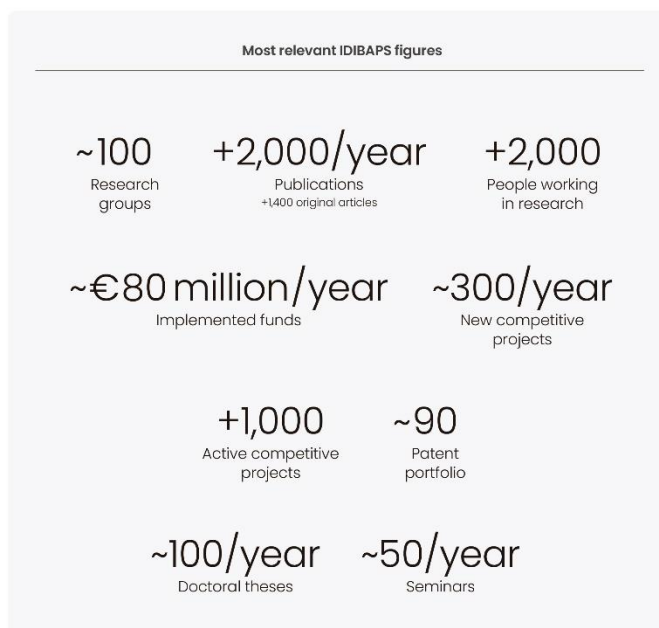 Most relevant IDIBAPS figures
~100
Research
groups
+2,000/year
Publications
+1,400 original articles
+2,000
People working
in research
~€80 million/year
Implemented funds
~300/year
New competitive
projects
+1,000
Active competitive
projects
~90
Patent
portfolio
~100/year
Doctoral theses
~50/year
Seminars